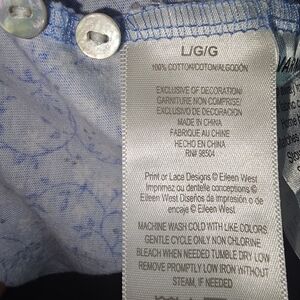 L/G/G
100% COTTON/COTON/ALGODÓN
EXCLUSIVE OF DECORATION/
GARNITURE NON COMPRISE/
EXCLUSIVO DE DECORACIÓN
MADE IN CHINA
FABRIQUE AU CHINE
HECHO EN CHINA
RN# 98504
Print or Lace Designs © Eileen West
Imprimez ou dentelle conceptions ©
Eileen West Diseños de impresión o de
encaje © Eileen West
MACHINE WASH COLD WITH LIKE COLORS
GENTLE CYCLE ONLY NON CHLORINE
BLEACH WHEN NEEDED TUMBLE DRY LOW
REMOVE PROMPTLY LOW IRON WITHOUT
STEAM, IF NEEDED